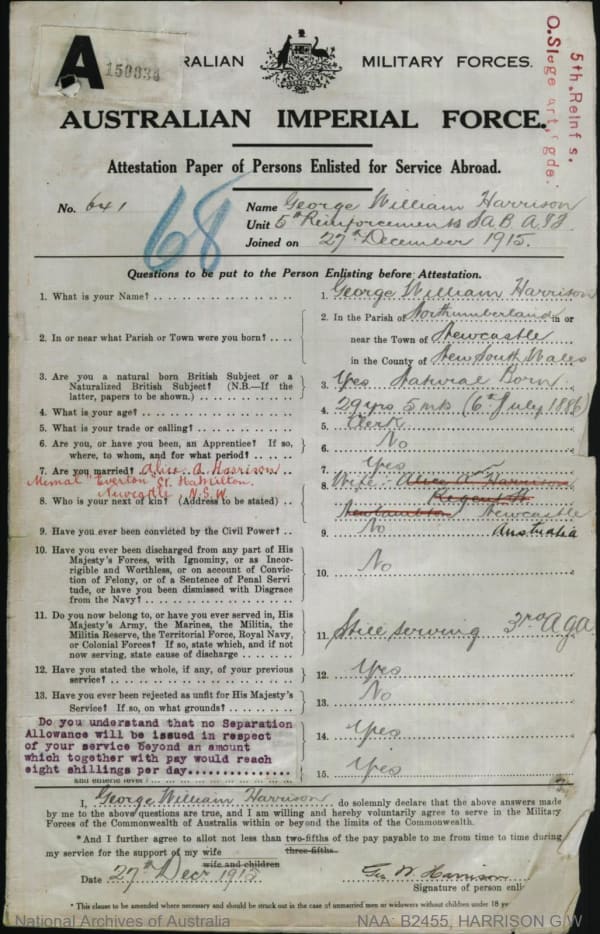 A 150034
RALIAN MILITARY FORCES.
AUSTRALIAN IMPERIAL FORCE.
5th. Reinfs.
O. Siege Art. gde.
Attestation Paper of Persons Enlisted for Service Abroad.
68
No. 641
Name George William Harrison
Unit 5th Reinforcements S.A.B. A.I.F.
Joined on 27th December 1915.
Questions to be put to the Person Enlisting before Attestation.
1. What is your Name? 1. George William Harrison
2. In or near what Parish or Town were you born? 2. In the Parish of Northumberland in or
near the Town of Newcastle
in the County of New South Wales
3. Are you a natural born British Subject or a
Naturalized British Subject? (N.B.—If the
latter, papers to be shown.) 3. Yes Natural Born
4. What is your age? 4. 29 yrs 5 mts (6th July 1886)
5. What is your trade or calling? 5. Clerk
6. Are you, or have you been, an Apprentice? If so,
where, to whom, and for what period? 6. No
7. Are you married? Alice A Harrison 7. Yes
"Everton St. Hamilton
Newcastle, N.S.W.
8. Who is your next of kin? (Address to be stated) 8. Wife - Alice A Harrison
Regent St
Newlambton Newcastle
Australia
9. Have you ever been convicted by the Civil Power? 9. No
10. Have you ever been discharged from any part of His
Majesty's Forces, with Ignominy, or as Incor-
rigible and Worthless, or on account of Convic-
tion of Felony, or of a Sentence of Penal Servi
tude, or have you been Dismissed with Disgrace
from the Navy? 10. No
11. Do you now belong to, or have you ever served in, His
Majesty's Army, the Marines, the Militia, the
Militia Reserve, the Territorial Force, Royal Navy,
or Colonial Forces? If so, state which, and if not
now serving, state cause of discharge 11. Still serving 3rd A.G.A.
12. Have you stated the whole, if any, of your previous
service? 12. Yes
13. Have you ever been rejected as unfit for His Majesty's
Service? If so, on what grounds? 13. No
Do you understand that no Separation
Allowance will be issued in respect
of your service beyond an amount
which together with pay would reach
eight shillings per day
14. Yes
15. Yes
I, George William Harrison do solemnly declare that the above answers made
by me to the above questions are true, and I am willing and hereby voluntarily agree to serve in the Military
Forces of the Commonwealth of Australia within or beyond the limits of the Commonwealth.
*And I further agree to allot not less than two-fifths of the pay payable to me from time to time during
three-fifths
my service for the support of my wife
wife and children
Date 27th Decr 1915 Geo W Harrison
Signature of person enli
* This clause to be amended where necessary and should be struck out in the case of unmarried men or widowers without children under 18 ye
National Archives of Australia NAA: B2455, HARRISON G/W